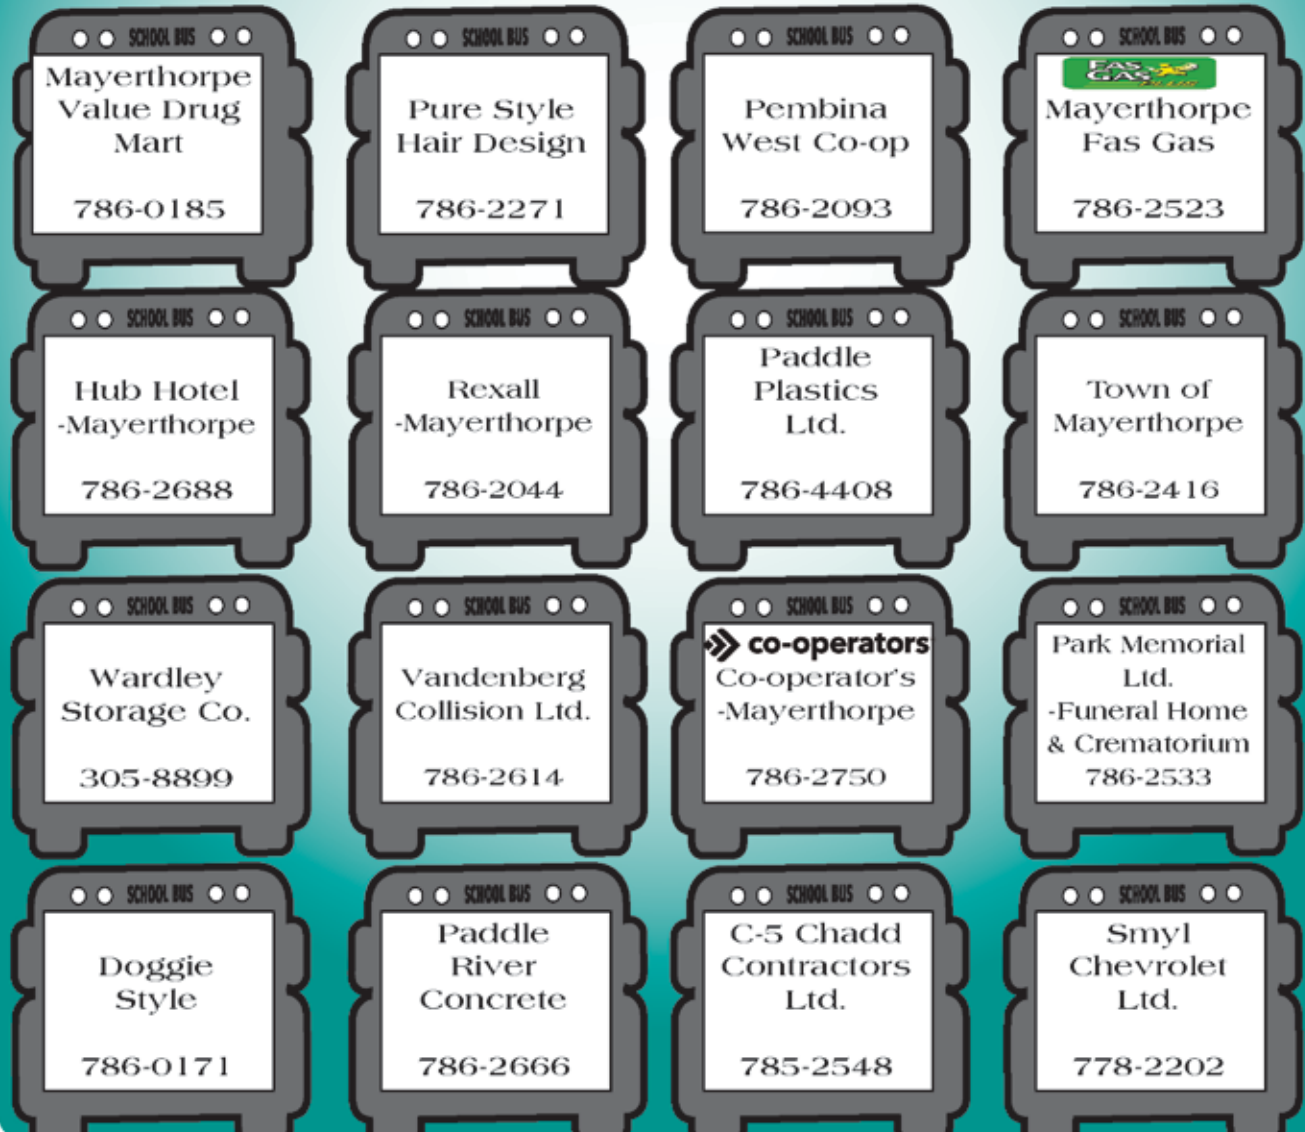 SCHOOL BUS
Mayerthorpe
Value Drug
Mart
786-0185
SCHOOL BUS
Pure Style
Hair Design
786-2271
SCHOOL BUS
Pembina
West Co-op
786-2093
SCHOOL BUS
FAS
GAS
PLUS
Mayerthorpe
Fas Gas
786-2523
SCHOOL BUS
Hub Hotel
-Mayerthorpe
786-2688
SCHOOL BUS
Rexall
-Mayerthorpe
786-2044
SCHOOL BUS
Paddle
Plastics
Ltd.
786-4408
SCHOOL BUS
Town of
Mayerthorpe
786-2416
SCHOOL BUS
Wardley
Storage Co.
305-8899
SCHOOL BUS
Vandenberg
Collision Ltd.
786-2614
SCHOOL BUS
co-operators
Co-operator's
-Mayerthorpe
786-2750
SCHOOL BUS
Park Memorial
Ltd.
-Funeral Home
& Crematorium
786-2533
SCHOOL BUS
Doggie
Style
786-0171
SCHOOL BUS
Paddle
River
Concrete
786-2666
SCHOOL BUS
C-5 Chadd
Contractors
Ltd.
785-2548
SCHOOL BUS
Smyl
Chevrolet
Ltd.
778-2202